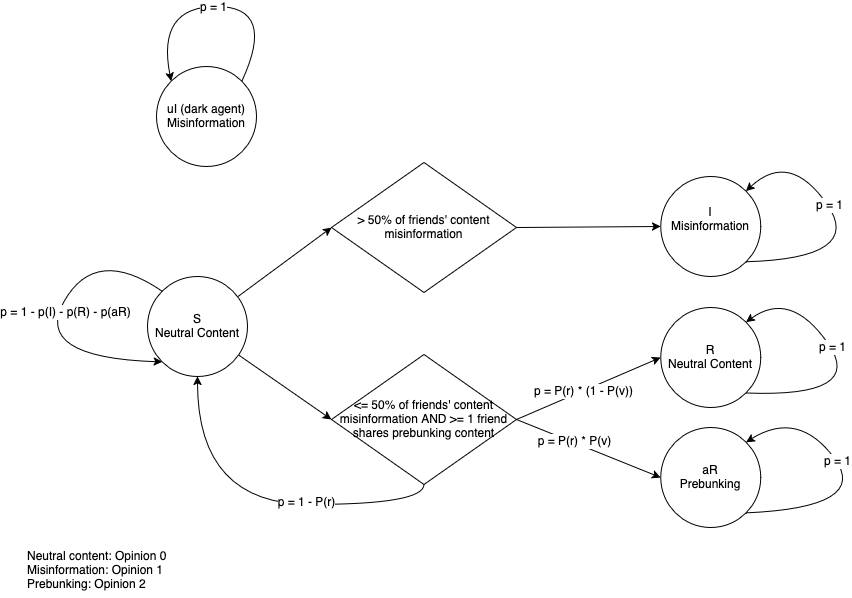 p = 1
uI (dark agent)
Misinformation
> 50% of friends' content
misinformation
I
Misinformation
p = 1
p = 1 - p(I) - p(R) - p(aR)
S
Neutral Content
R
Neutral Content
p = 1
<= 50% of friends' content
misinformation AND >= 1 friend
shares prebunking content
p = P(r) * (1 - P(v))
p = P(r) * P(v)
aR
Prebunking
p = 1
p = 1 - P(r)
Neutral content: Opinion 0
Misinformation: Opinion 1
Prebunking: Opinion 2